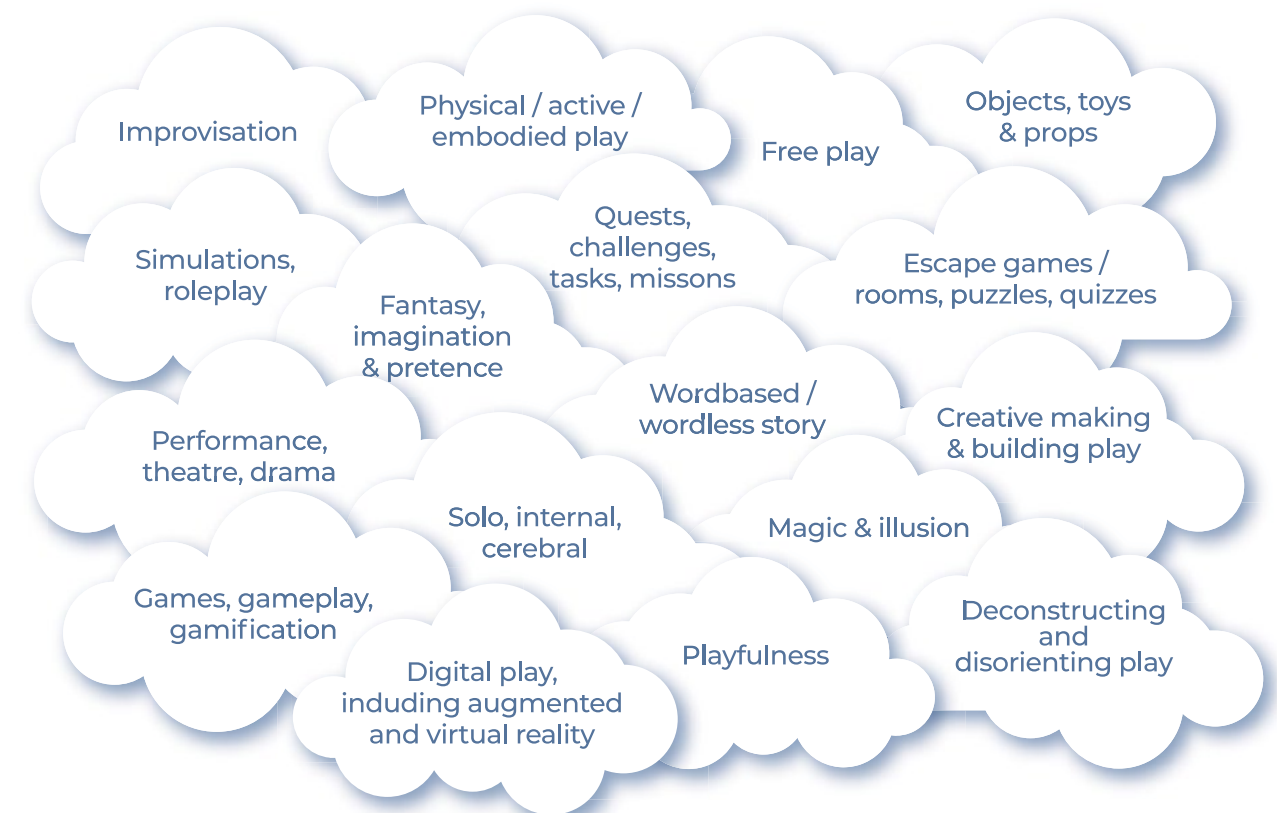 Improvisation
Physical / active /
embodied play
Free play
Objects, toys
& props
Simulations,
roleplay
Fantasy,
imagination
& pretence
Quests,
challenges,
tasks, missons
Escape games /
rooms, puzzles, quizzes
Performance,
theatre, drama
Wordbased /
wordless story
Creative making
& building play
Solo, internal,
cerebral
Magic & illusion
Games, gameplay,
gamification
Digital play,
induding augmented
and virtual reality
Playfulness
Deconstructing
and
disorienting play